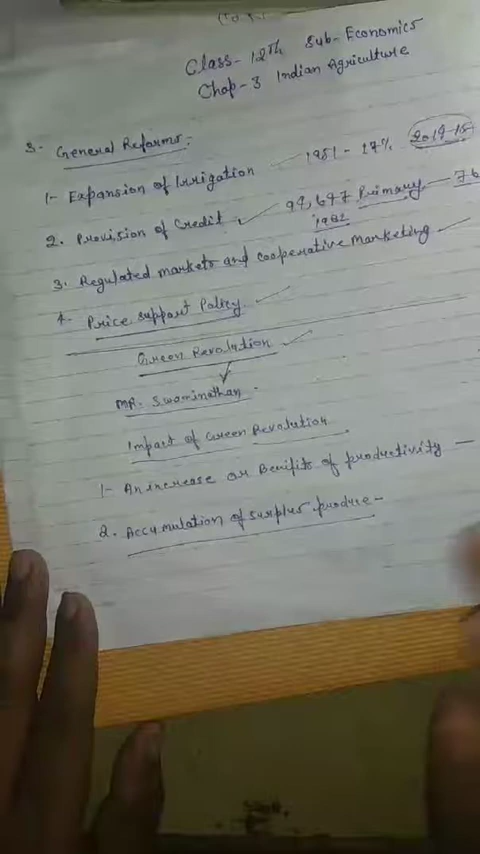 Class- 12th Sub- Economics
Chap-3 Indian Agriculture
3. General Reforms:-
1- Expansion of Irrigation 1951 - 17% 2014-15
2. Provision of Credit 94,647 Primary 76
1982
3. Regulated markets and cooperative marketing
4. Price support Policy
Green Revolution
MR. Swaminathan -
Impact of Green Revolution
1- An increase or Benifits of productivity -
2. Accumulation of surplus produce -